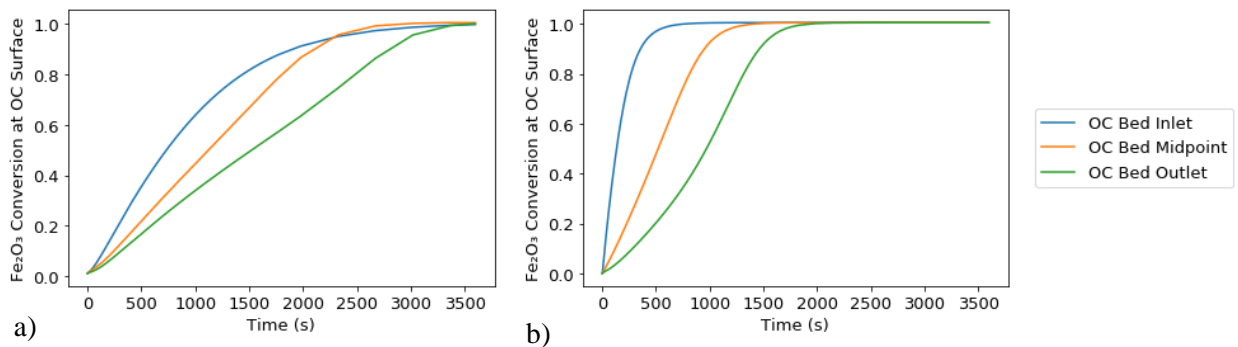 Fe₂O₃ Conversion at OC Surface
1.0
0.8
0.6
0.4
0.2
0.0
0 500 1000 1500 2000 2500 3000 3500
Time (s)
a)
Fe₂O₃ Conversion at OC Surface
1.0
0.8
0.6
0.4
0.2
0.0
0 500 1000 1500 2000 2500 3000 3500
Time (s)
b)
OC Bed Inlet
OC Bed Midpoint
OC Bed Outlet